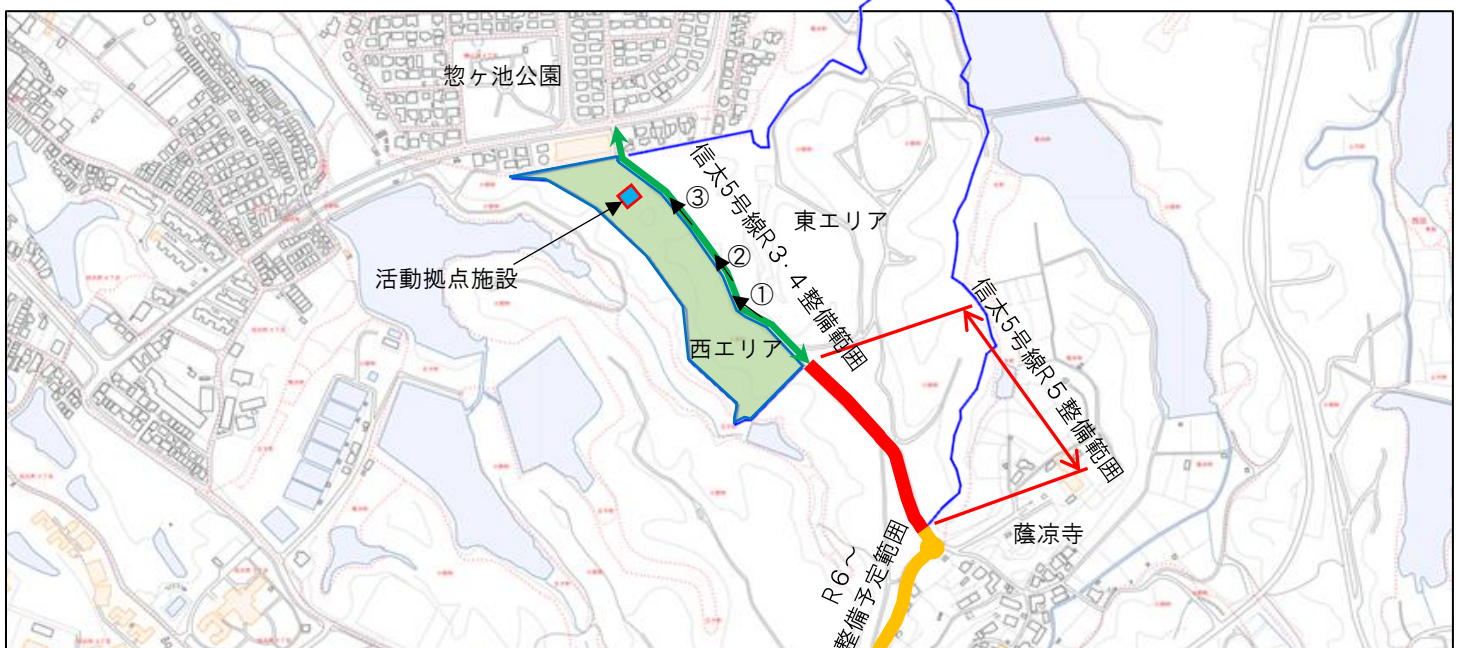 惣ヶ池公園
信太5号線R3·4整備範囲
③
東エリア
②
活動拠点施設
①
信太5号線R5整備範囲
西エリア
蔭凉寺
R6~
整備予定範囲